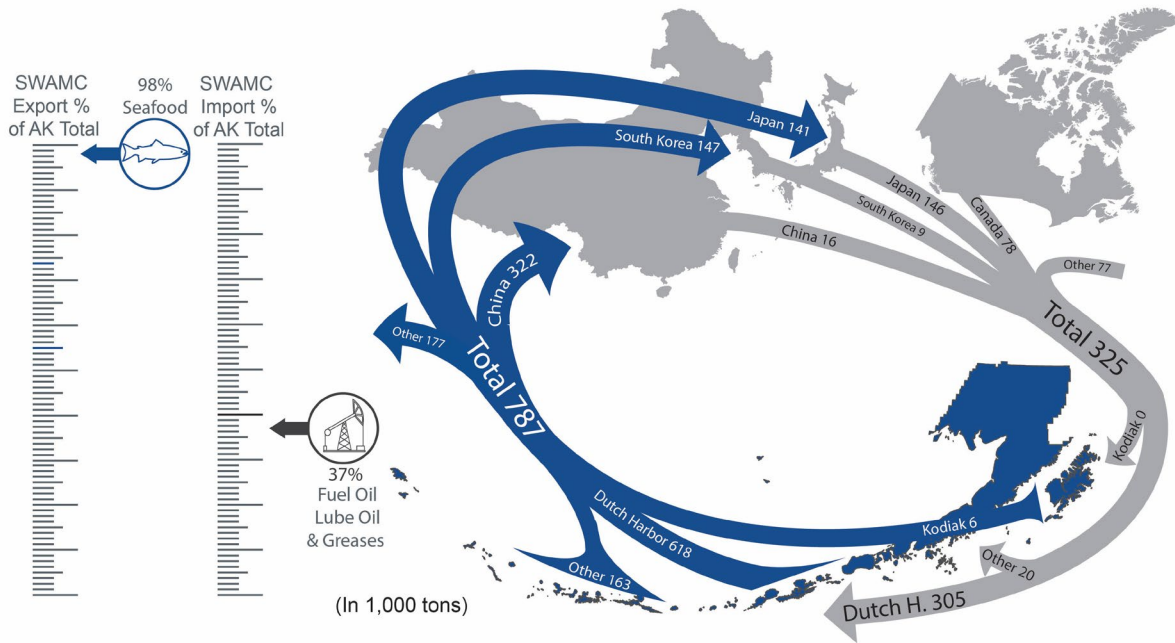 SWAMC
Export %
of AK Total
98%
Seafood
SWAMC
Import %
of AK Total
37%
Fuel Oil
Lube Oil
& Greases
Japan 141
South Korea 147
China 322
Other 177
Total 787
Dutch Harbor 618
Kodiak 6
Other 163
(In 1,000 tons)
Japan 146
South Korea 9
China 16
Canada 78
Other 77
Total 325
Kodiak 0
Other 20
Dutch H. 305